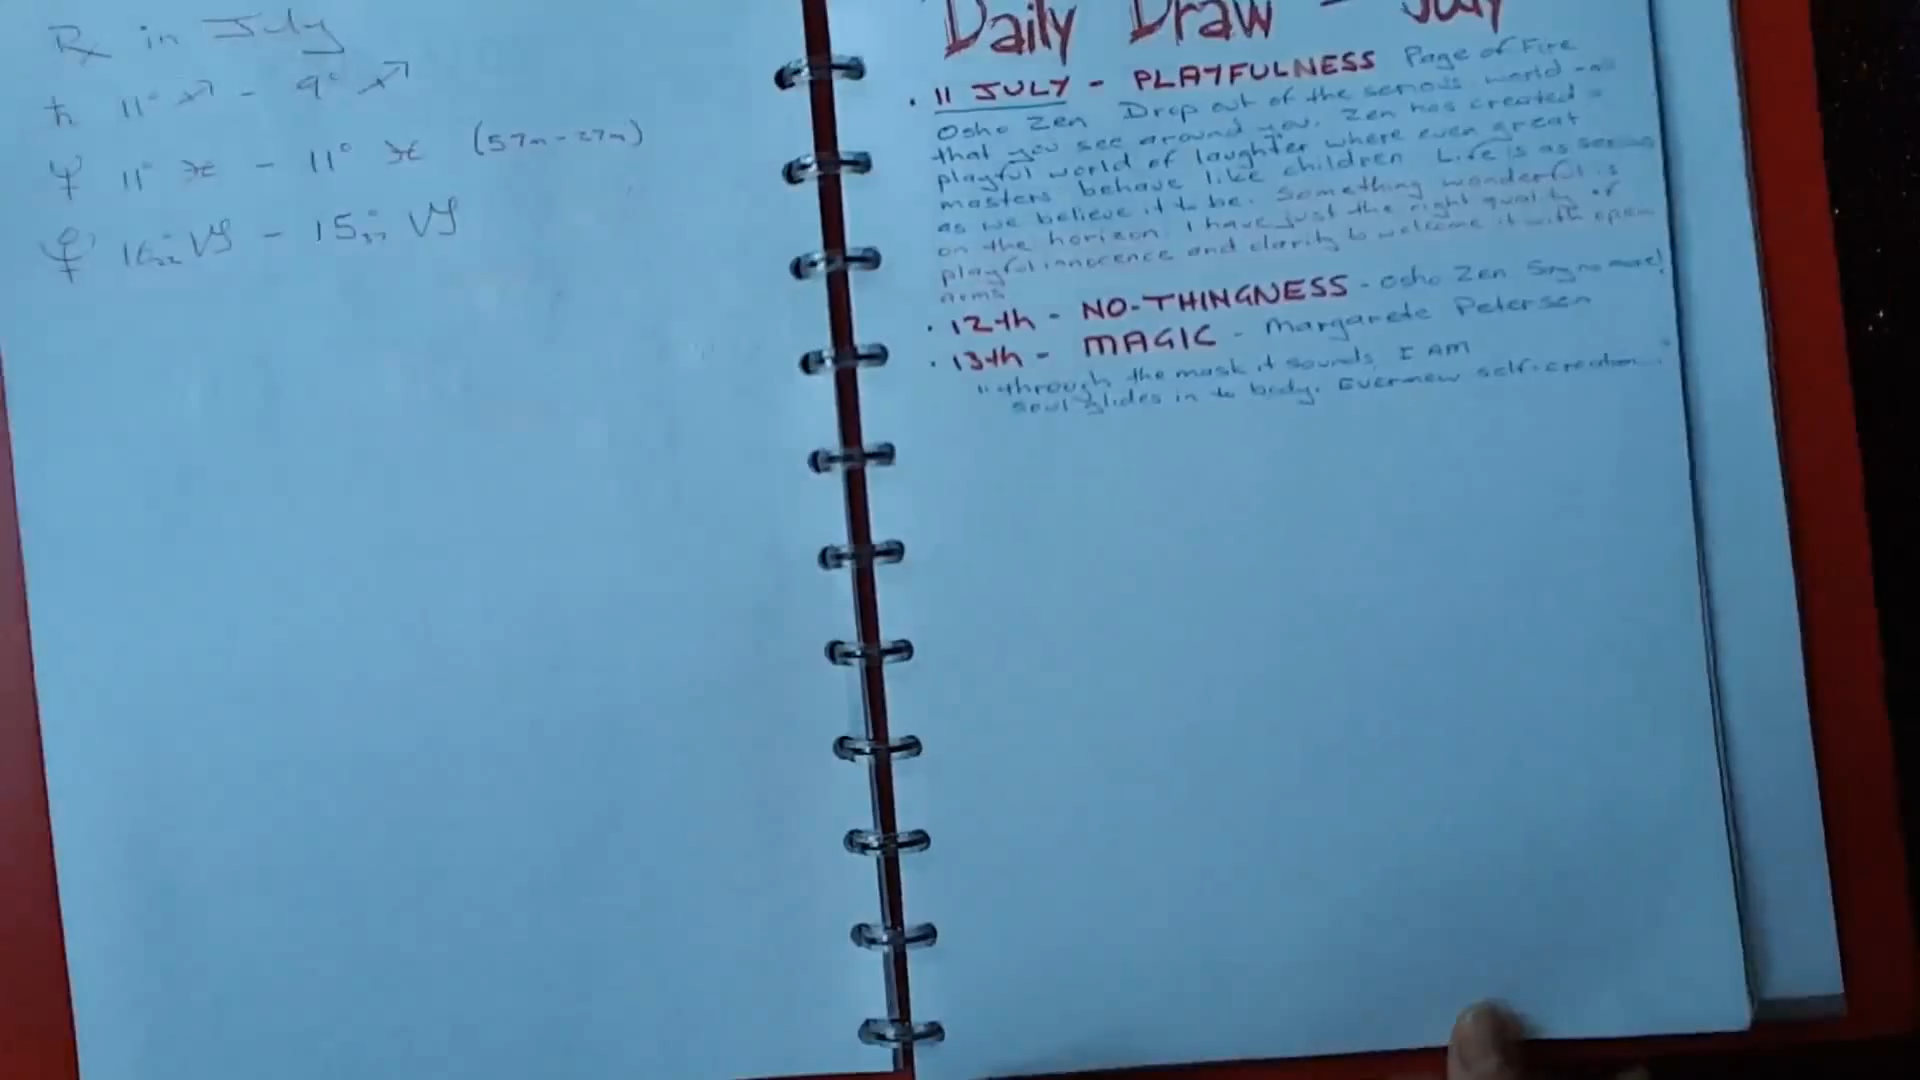 Rx in July
♄ 11° ♐ - 9° ♐
♆ 11° ♓ - 11° ♓ (57m - 27m)
16 ♑ - 15 ♑
Daily Draw - July
• 11 JULY - PLAYFULNESS Page of Fire
Osho Zen Drop out of the serious world
that you see around you. Zen has created a
playful world of laughter where even great
masters behave like children Life is as serious
as we believe it to be. Something wonderful is
on the horizon I have just the right quality of
playful innocence and clarity to welcome it with open
arms
• 12th - NO-THINGNESS - Osho Zen Say no more!
• 13th - MAGIC - Margarete Petersen
"through the mask it sounds, I AM
soul glides in to body. Evernew self-creation..."